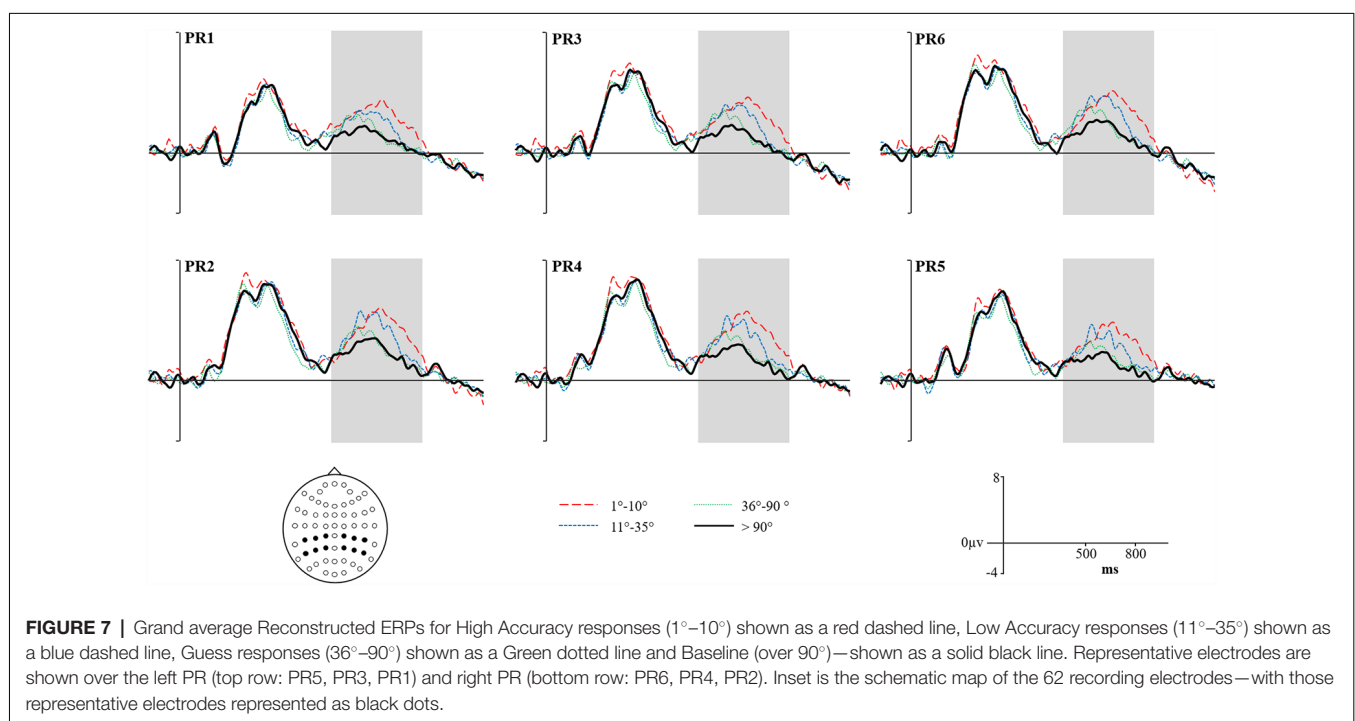 PR1 PR3 PR6
PR2 PR4 PR5
1°-10° 36°-90 °
11°-35° > 90°
8
0µv
-4
500 800
ms
FIGURE 7 | Grand average Reconstructed ERPs for High Accuracy responses (1°–10°) shown as a red dashed line, Low Accuracy responses (11°–35°) shown as
a blue dashed line, Guess responses (36°–90°) shown as a Green dotted line and Baseline (over 90°)—shown as a solid black line. Representative electrodes are
shown over the left PR (top row: PR5, PR3, PR1) and right PR (bottom row: PR6, PR4, PR2). Inset is the schematic map of the 62 recording electrodes—with those
representative electrodes represented as black dots.